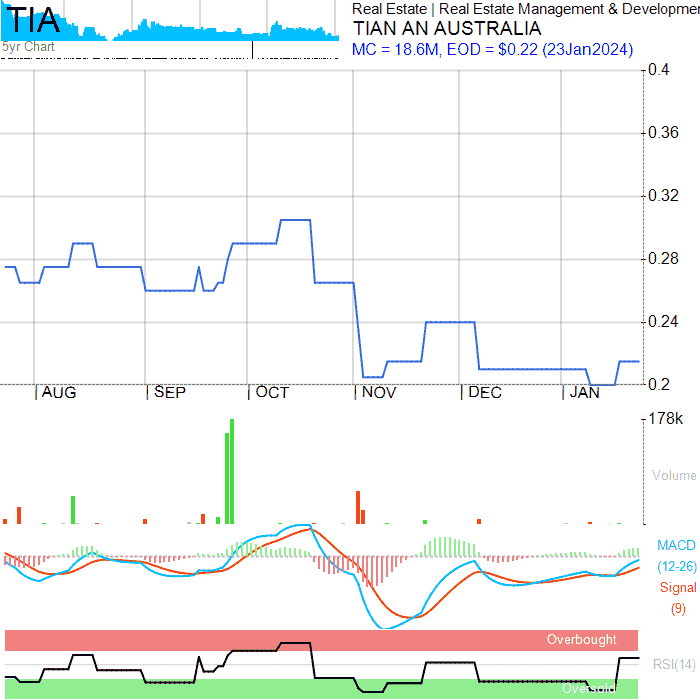 TIA
5yr Chart
Real Estate | Real Estate Management & Developmen
TIAN AN AUSTRALIA
MC = 18.6M, EOD = $0.22 (23Jan2024)
0.4
0.36
0.32
0.28
0.24
0.2
| AUG | SEP | OCT | NOV | DEC | JAN
178k
Volume
MACD
(12-26)
Signal
(9)
Overbought
RSI(14)
Oversold